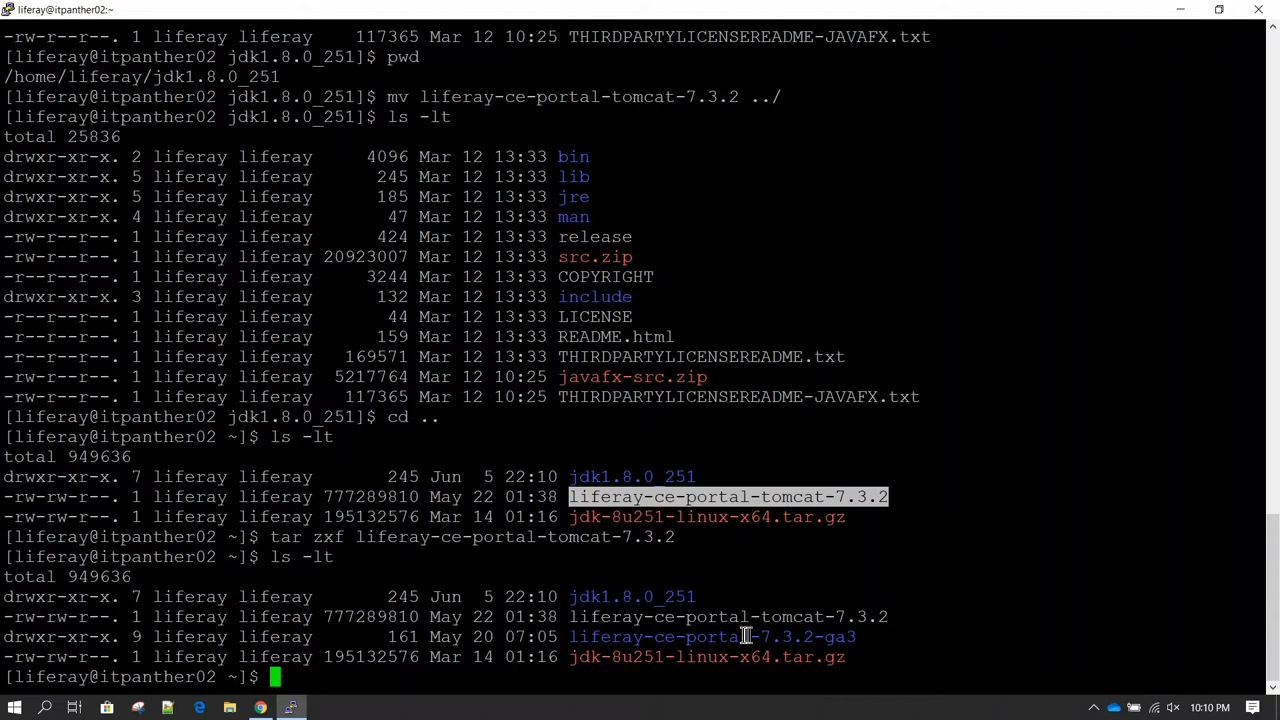 liferay@itpanther02:~
-rw-r--r--. 1 liferay liferay    117365 Mar 12 10:25 THIRDPARTYLICENSEREADME-JAVAFX.txt
[liferay@itpanther02 jdk1.8.0_251]$ pwd
/home/liferay/jdk1.8.0_251
[liferay@itpanther02 jdk1.8.0_251]$ mv liferay-ce-portal-tomcat-7.3.2 ../
[liferay@itpanther02 jdk1.8.0_251]$ ls -lt
total 25836
drwxr-xr-x. 2 liferay liferay     4096 Mar 12 13:33 bin
drwxr-xr-x. 5 liferay liferay      245 Mar 12 13:33 lib
drwxr-xr-x. 5 liferay liferay      185 Mar 12 13:33 jre
drwxr-xr-x. 4 liferay liferay       47 Mar 12 13:33 man
-rw-r--r--. 1 liferay liferay      424 Mar 12 13:33 release
-rw-r--r--. 1 liferay liferay 20923007 Mar 12 13:33 src.zip
-r--r--r--. 1 liferay liferay     3244 Mar 12 13:33 COPYRIGHT
drwxr-xr-x. 3 liferay liferay      132 Mar 12 13:33 include
-r--r--r--. 1 liferay liferay       44 Mar 12 13:33 LICENSE
-r--r--r--. 1 liferay liferay      159 Mar 12 13:33 README.html
-rw-r--r--. 1 liferay liferay   169571 Mar 12 13:33 THIRDPARTYLICENSEREADME.txt
-rw-r--r--. 1 liferay liferay  5217764 Mar 12 10:25 javafx-src.zip
-rw-r--r--. 1 liferay liferay   117365 Mar 12 10:25 THIRDPARTYLICENSEREADME-JAVAFX.txt
[liferay@itpanther02 jdk1.8.0_251]$ cd ..
[liferay@itpanther02 ~]$ ls -lt
total 949636
drwxr-xr-x. 7 liferay liferay       245 Jun  5 22:10 jdk1.8.0_251
-rw-rw-r--. 1 liferay liferay 777289810 May 22 01:38 liferay-ce-portal-tomcat-7.3.2
-rw-rw-r--. 1 liferay liferay 195132576 Mar 14 01:16 jdk-8u251-linux-x64.tar.gz
[liferay@itpanther02 ~]$ tar zxf liferay-ce-portal-tomcat-7.3.2
[liferay@itpanther02 ~]$ ls -lt
total 949636
drwxr-xr-x. 7 liferay liferay       245 Jun  5 22:10 jdk1.8.0_251
-rw-rw-r--. 1 liferay liferay 777289810 May 22 01:38 liferay-ce-portal-tomcat-7.3.2
drwxrwxr-x. 9 liferay liferay       161 May 20 07:05 liferay-ce-portal-7.3.2-ga3
-rw-rw-r--. 1 liferay liferay 195132576 Mar 14 01:16 jdk-8u251-linux-x64.tar.gz
[liferay@itpanther02 ~]$
10:10 PM